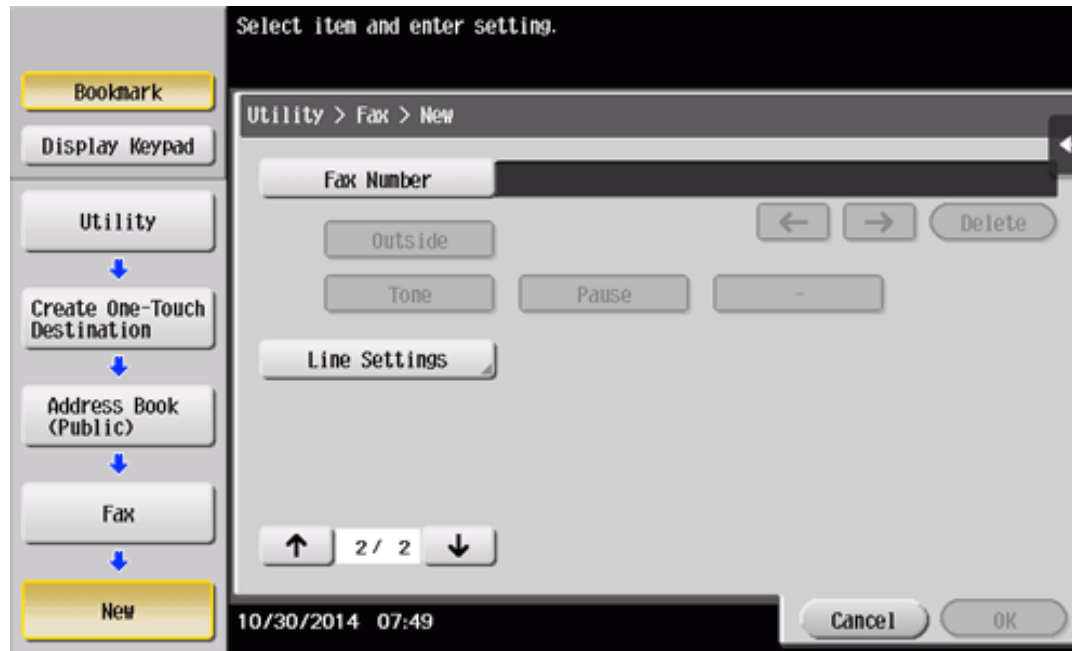 Select item and enter setting.
Bookmark
Display Keypad
Utility
Create One-Touch
Destination
Address Book
(Public)
Fax
New
Utility > Fax > New
Fax Number
← → Delete
Outside
Tone Pause -
Line Settings
↑ 2/ 2 ↓
10/30/2014 07:49
Cancel OK